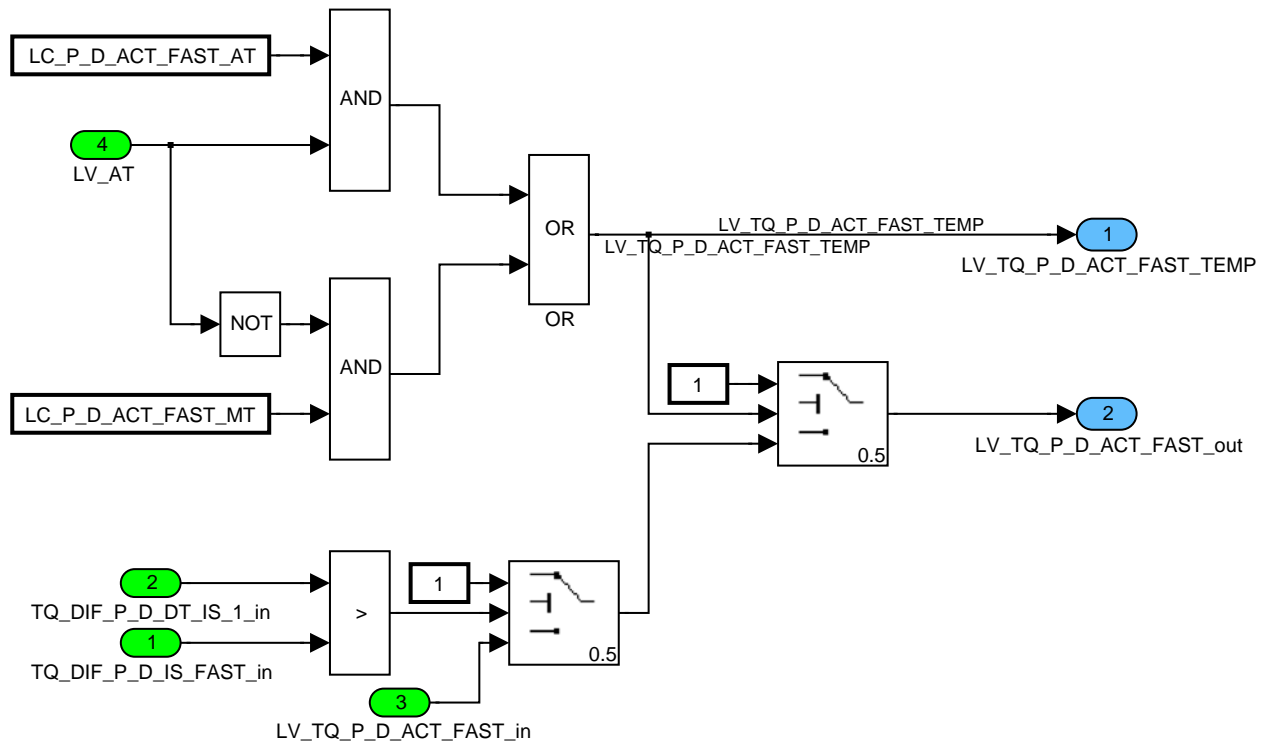 LC_P_D_ACT_FAST_AT
AND
4
LV_AT
OR
LV_TQ_P_D_ACT_FAST_TEMP
LV_TQ_P_D_ACT_FAST_TEMP
1
LV_TQ_P_D_ACT_FAST_TEMP
OR
NOT
AND
LC_P_D_ACT_FAST_MT
1
0.5
2
LV_TQ_P_D_ACT_FAST_out
2
TQ_DIF_P_D_DT_IS_1_in
1
TQ_DIF_P_D_IS_FAST_in
>
1
0.5
3
LV_TQ_P_D_ACT_FAST_in